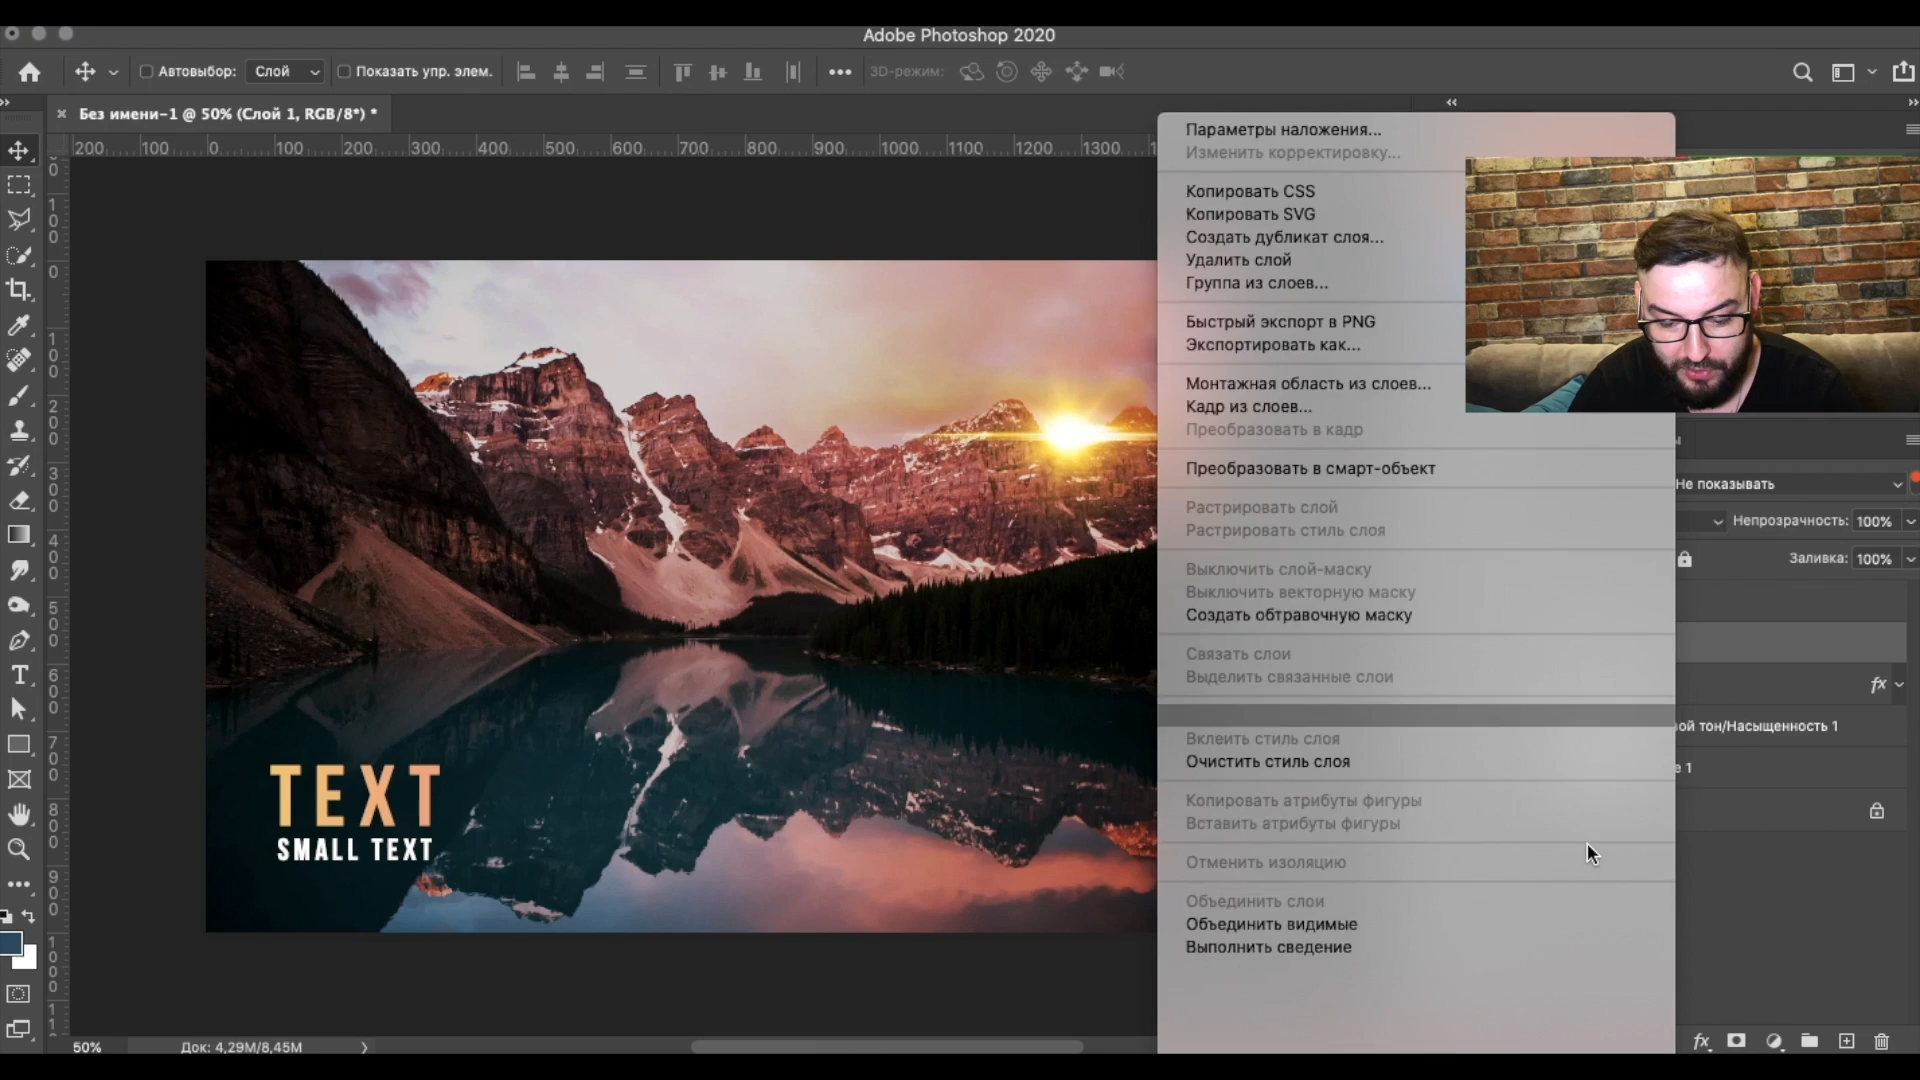 Adobe Photoshop 2020
Автовыбор:
Слой
Показать упр. элем.
3D-режим:
Без имени-1 @ 50% (Слой 1, RGB/8*) *
200 100 0 100 200 300 400 500 600 700 800 900 1000 1100 1200 1300
Параметры наложения...
Изменить корректировку...
Копировать CSS
Копировать SVG
Создать дубликат слоя...
Удалить слой
Группа из слоев...
Быстрый экспорт в PNG
Экспортировать как...
Монтажная область из слоев...
Кадр из слоев...
Преобразовать в кадр
Преобразовать в смарт-объект
Растрировать слой
Растрировать стиль слоя
Выключить слой-маску
Выключить векторную маску
Создать обтравочную маску
Связать слои
Выделить связанные слои
Вклеить стиль слоя
Очистить стиль слоя
Копировать атрибуты фигуры
Вставить атрибуты фигуры
Отменить изоляцию
Объединить слои
Объединить видимые
Выполнить сведение
Не показывать
Непрозрачность: 100%
Заливка: 100%
fx
ой тон/Насыщенность 1
е 1
TEXT
SMALL TEXT
50%
Док: 4,29M/8,45M
fx